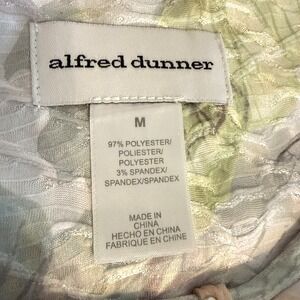 alfred dunner
M
97% POLYESTER/
POLIESTER/
POLYESTER
3% SPANDEX/
SPANDEX/SPANDEX
MADE IN
CHINA
HECHO EN CHINA
FABRIQUE EN CHINE